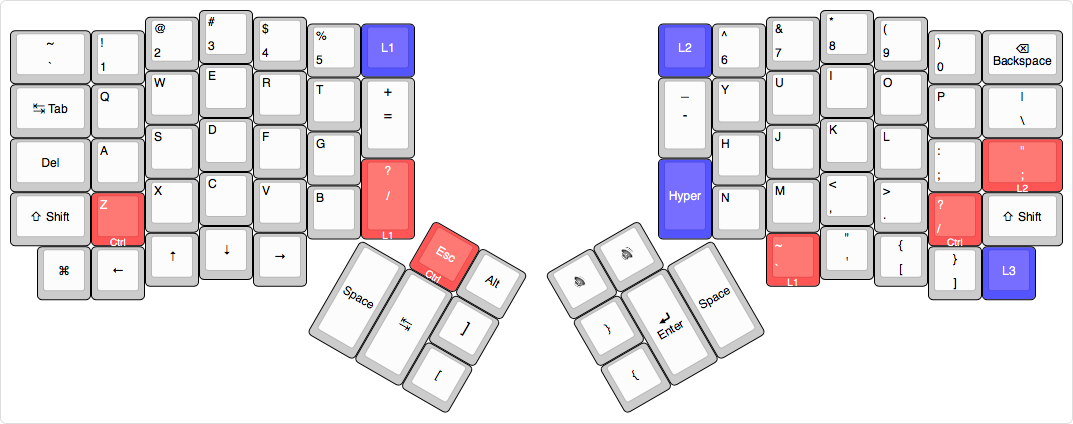 ~
`
!
1
@
2
#
3
$
4
%
5
L1
L2
^
6
&
7
*
8
(
9
)
0
⌫
Backspace
↹ Tab
Q
W
E
R
T
+
=
_
-
Y
U
I
O
P
|
\
Del
A
S
D
F
G
H
J
K
L
:
;
"
;
L2
⇧ Shift
Z
Ctrl
X
C
V
B
?
/
L1
Hyper
N
M
<
,
>
.
?
/
Ctrl
⇧ Shift
⌘
←
↑
↓
→
~
`
L1
"
'
{
[
}
]
L3
Esc
Ctrl
Alt
Space
↹
]
[
}
{
↵
Enter
Space